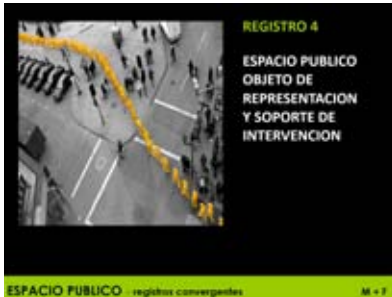 REGISTRO 4
ESPACIO PUBLICO
OBJETO DE
REPRESENTACION
Y SOPORTE DE
INTERVENCION
ESPACIO PUBLICO registros convergentes M + F